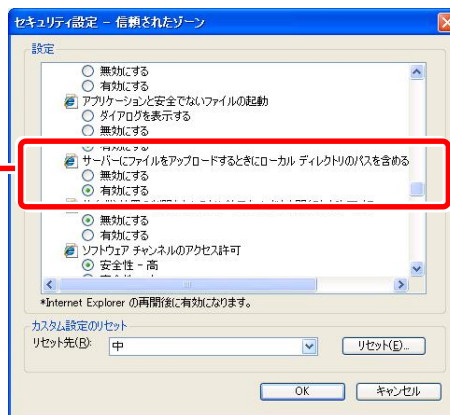 セキュリティ設定 - 信頼されたゾーン
設定
無効にする
有効にする
アプリケーションと安全でないファイルの起動
ダイアログを表示する
無効にする
有効にする
サーバーにファイルをアップロードするときにローカル ディレクトリのパスを含める
無効にする
有効にする
無効にする
有効にする
ソフトウェア チャンネルのアクセス許可
安全性 - 高
*Internet Explorer の再開後に有効になります。
カスタム設定のリセット
リセット先(R):
中
リセット(E)...
OK
キャンセル